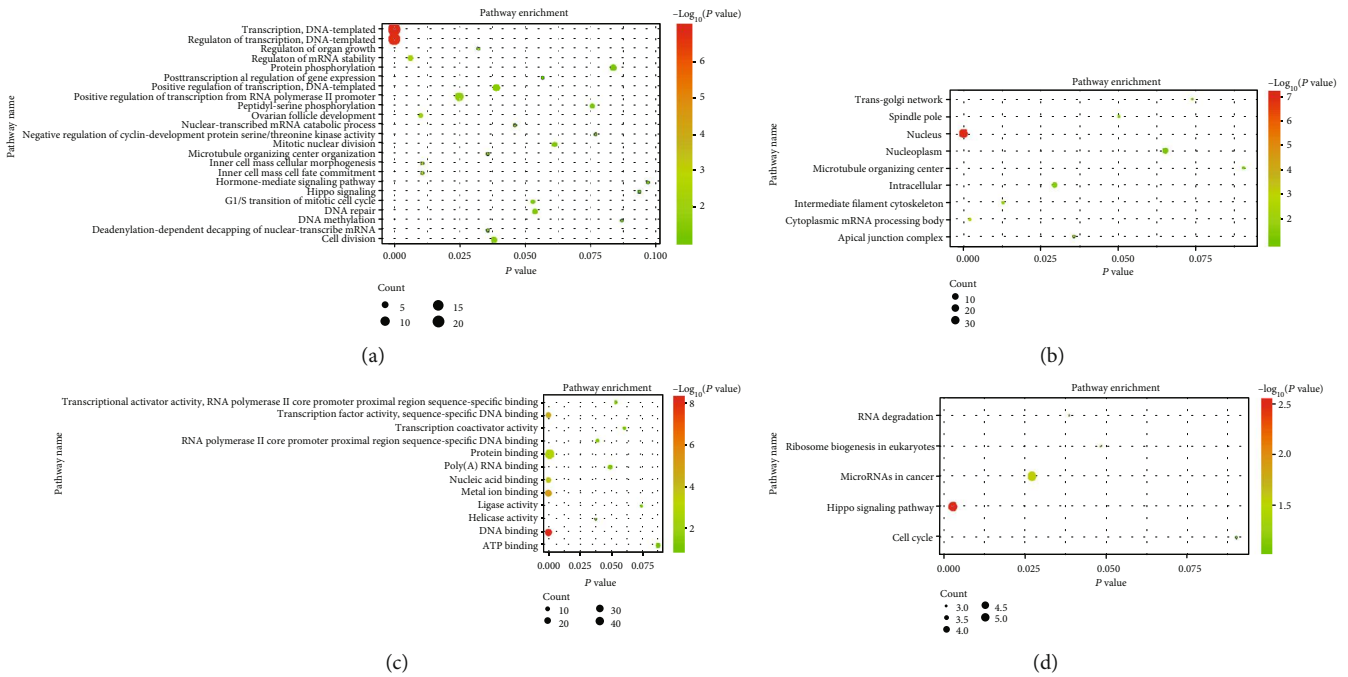 Pathway enrichment
–Log10(P value)
Pathway name
Transcription, DNA-templated
Regulaton of transcription, DNA-templated
Regulaton of organ growth
Regulaton of mRNA stability
Protein phosphorylation
Posttranscription al regulation of gene expression
Positive regulation of transcription, DNA-templated
Positive regulation of transcription from RNA polymerase II promoter
Peptidyl-serine phosphorylation
Ovarian follicle development
Nuclear-transcribed mRNA catabolic process
Negative regulation of cyclin-development protein serine/threonine kinase activity
Mitotic nuclear division
Microtubule organizing center organization
Inner cell mass cellular morphogenesis
Inner cell mass cell fate commitment
Hormone-mediate signaling pathway
Hippo signaling
G1/S transition of mitotic cell cycle
DNA repair
DNA methylation
Deadenylation-dependent decapping of nuclear-transcribe mRNA
Cell division
6
5
4
3
2
0.000 0.025 0.050 0.075 0.100
P value
Count
5 15
10 20
(a)
Pathway enrichment
–Log10(P value)
Pathway name
Trans-golgi network
Spindle pole
Nucleus
Nucleoplasm
Microtubule organizing center
Intracellular
Intermediate filament cytoskeleton
Cytoplasmic mRNA processing body
Apical junction complex
7
6
5
4
3
2
0.000 0.025 0.050 0.075
P value
Count
10
20
30
(b)
Pathway enrichment
–Log10(P value)
Pathway name
Transcriptional activator activity, RNA polymerase II core promoter proximal region sequence-specific binding
Transcription factor activity, sequence-specific DNA binding
Transcription coactivator activity
RNA polymerase II core promoter proximal region sequence-specific DNA binding
Protein binding
Poly(A) RNA binding
Nucleic acid binding
Metal ion binding
Ligase activity
Helicase activity
DNA binding
ATP binding
8
6
4
2
0.000 0.025 0.050 0.075
P value
Count
10 30
20 40
(c)
Pathway enrichment
–log10(P value)
Pathway name
RNA degradation
Ribosome biogenesis in eukaryotes
MicroRNAs in cancer
Hippo signaling pathway
Cell cycle
2.5
2.0
1.5
0.000 0.025 0.050 0.075
P value
Count
3.0 4.5
3.5 5.0
4.0
(d)